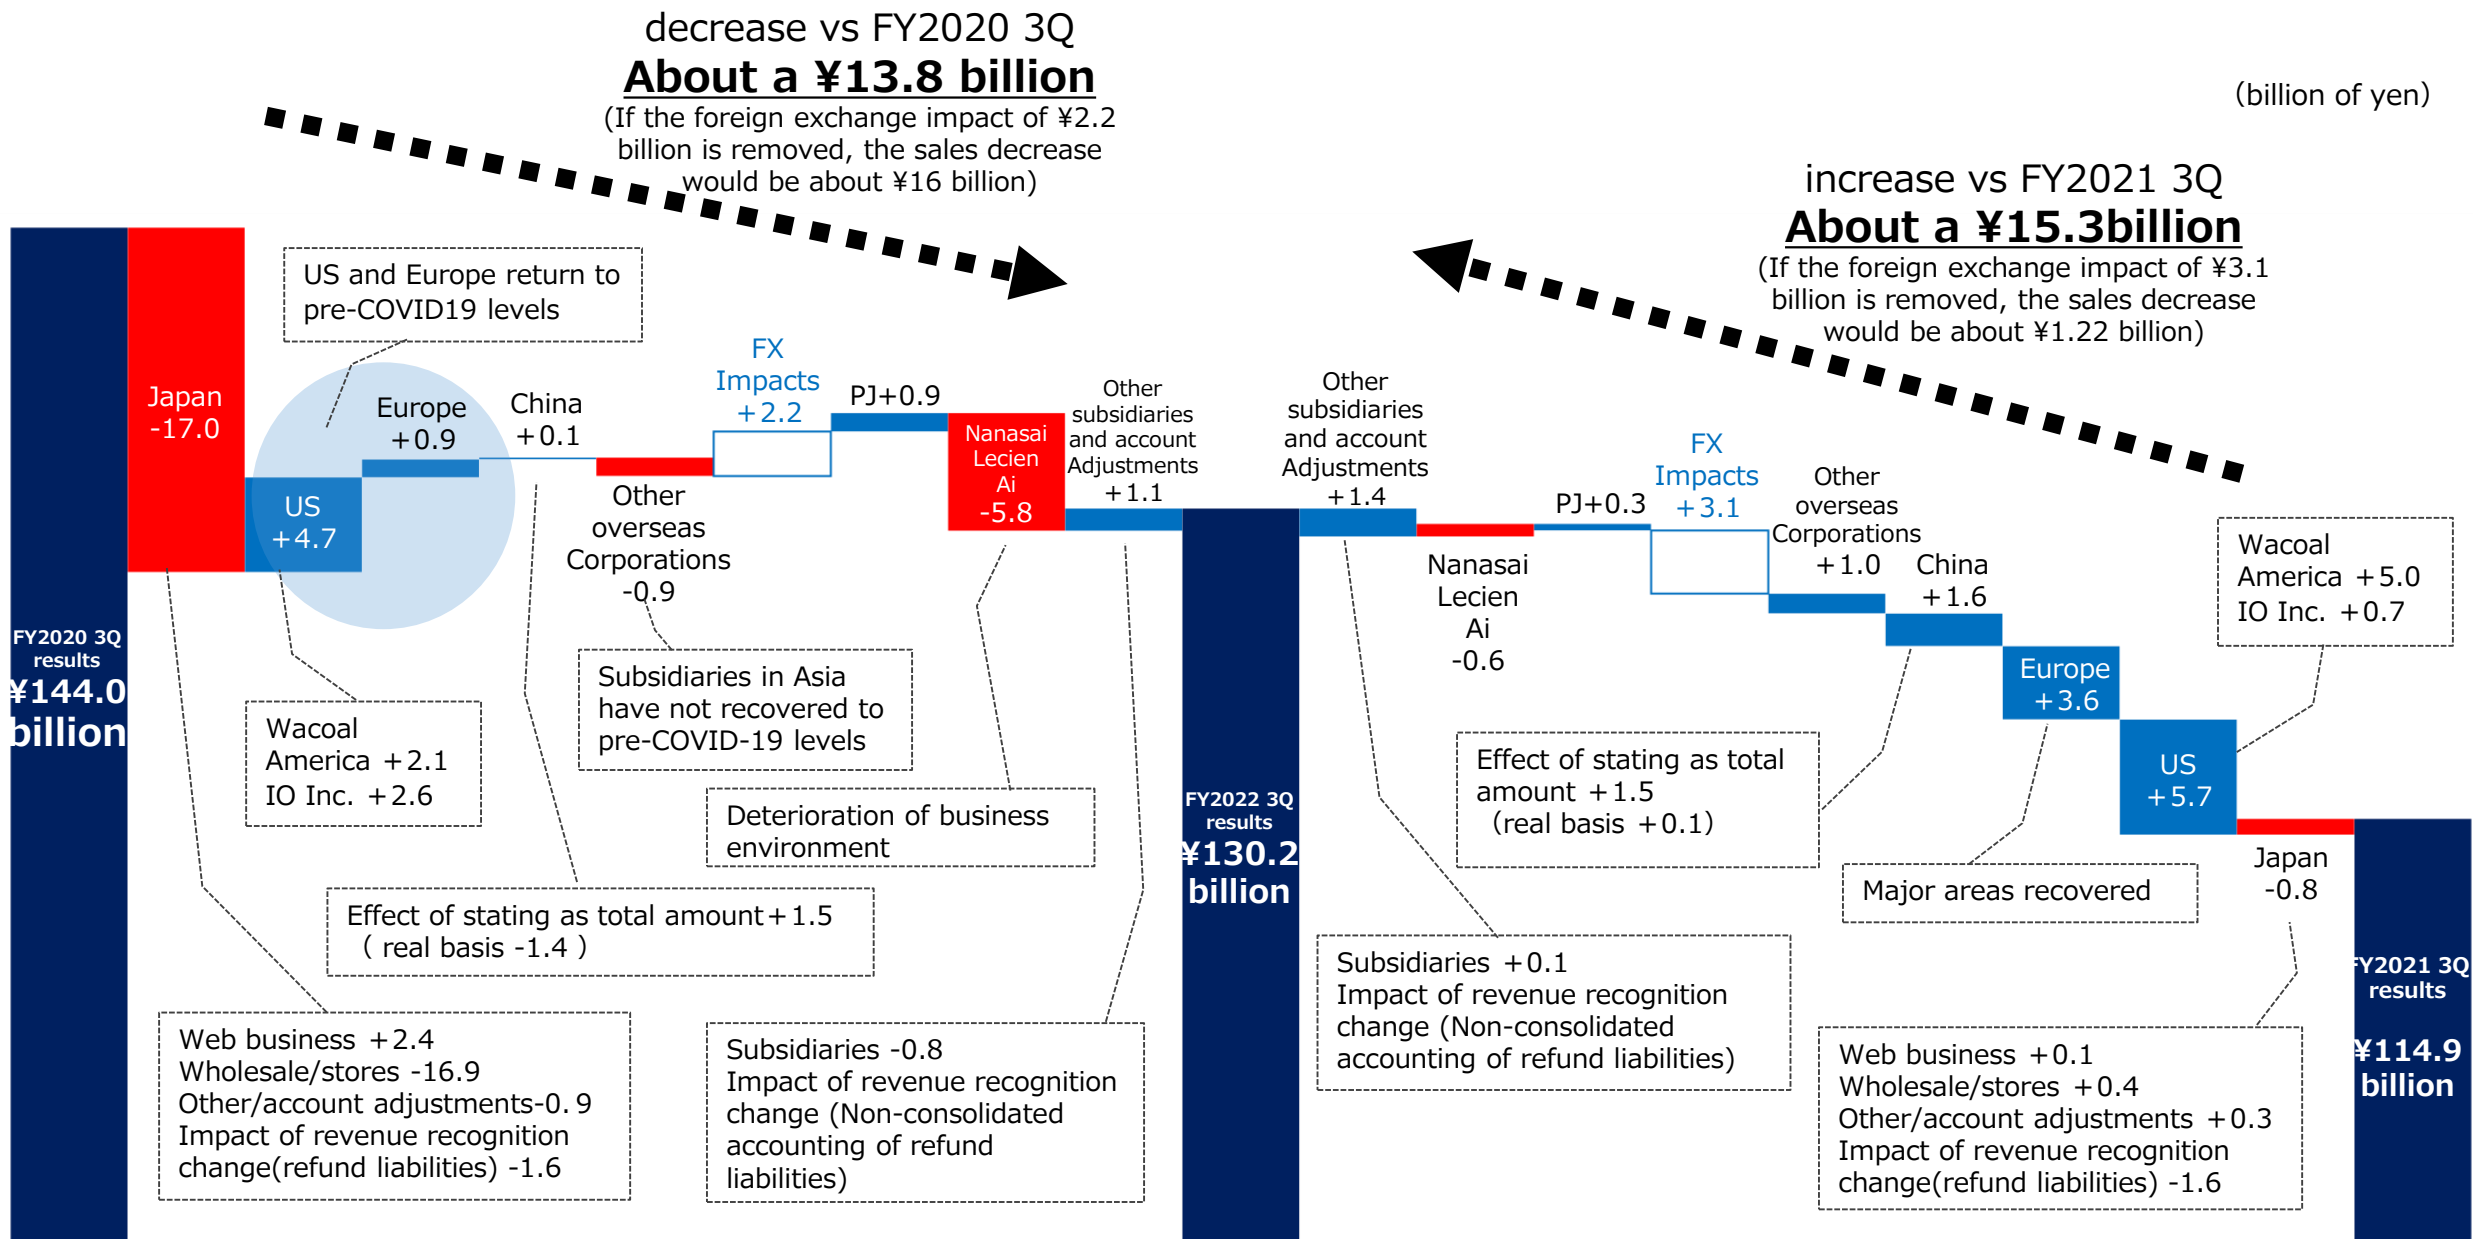 decrease vs FY2020 3Q
About a ¥13.8 billion
(If the foreign exchange impact of ¥2.2
billion is removed, the sales decrease
would be about ¥16 billion)
(billion of yen)
increase vs FY2021 3Q
About a ¥15.3billion
(If the foreign exchange impact of ¥3.1
billion is removed, the sales decrease
would be about ¥1.22 billion)
US and Europe return to
pre-COVID19 levels
FY2020 3Q
results
¥144.0
billion
Japan
-17.0
US
+4.7
Europe
+0.9
China
+0.1
Other
overseas
Corporations
-0.9
FX
Impacts
+2.2
PJ+0.9
Nanasai
Lecien
Ai
-5.8
Other
subsidiaries
and account
Adjustments
+1.1
FY2022 3Q
results
¥130.2
billion
Other
subsidiaries
and account
Adjustments
+1.4
Nanasai
Lecien
Ai
-0.6
PJ+0.3
FX
Impacts
+3.1
Other
overseas
Corporations
+1.0
China
+1.6
Europe
+3.6
US
+5.7
Japan
-0.8
FY2021 3Q
results
¥114.9
billion
Wacoal
America +5.0
IO Inc. +0.7
Wacoal
America +2.1
IO Inc. +2.6
Subsidiaries in Asia
have not recovered to
pre-COVID-19 levels
Deterioration of business
environment
Effect of stating as total
amount +1.5
(real basis +0.1)
Major areas recovered
Effect of stating as total amount+1.5
( real basis -1.4 )
Web business +2.4
Wholesale/stores -16.9
Other/account adjustments-0.9
Impact of revenue recognition
change(refund liabilities) -1.6
Subsidiaries -0.8
Impact of revenue recognition
change (Non-consolidated
accounting of refund
liabilities)
Subsidiaries +0.1
Impact of revenue recognition
change (Non-consolidated
accounting of refund liabilities)
Web business +0.1
Wholesale/stores +0.4
Other/account adjustments +0.3
Impact of revenue recognition
change(refund liabilities) -1.6